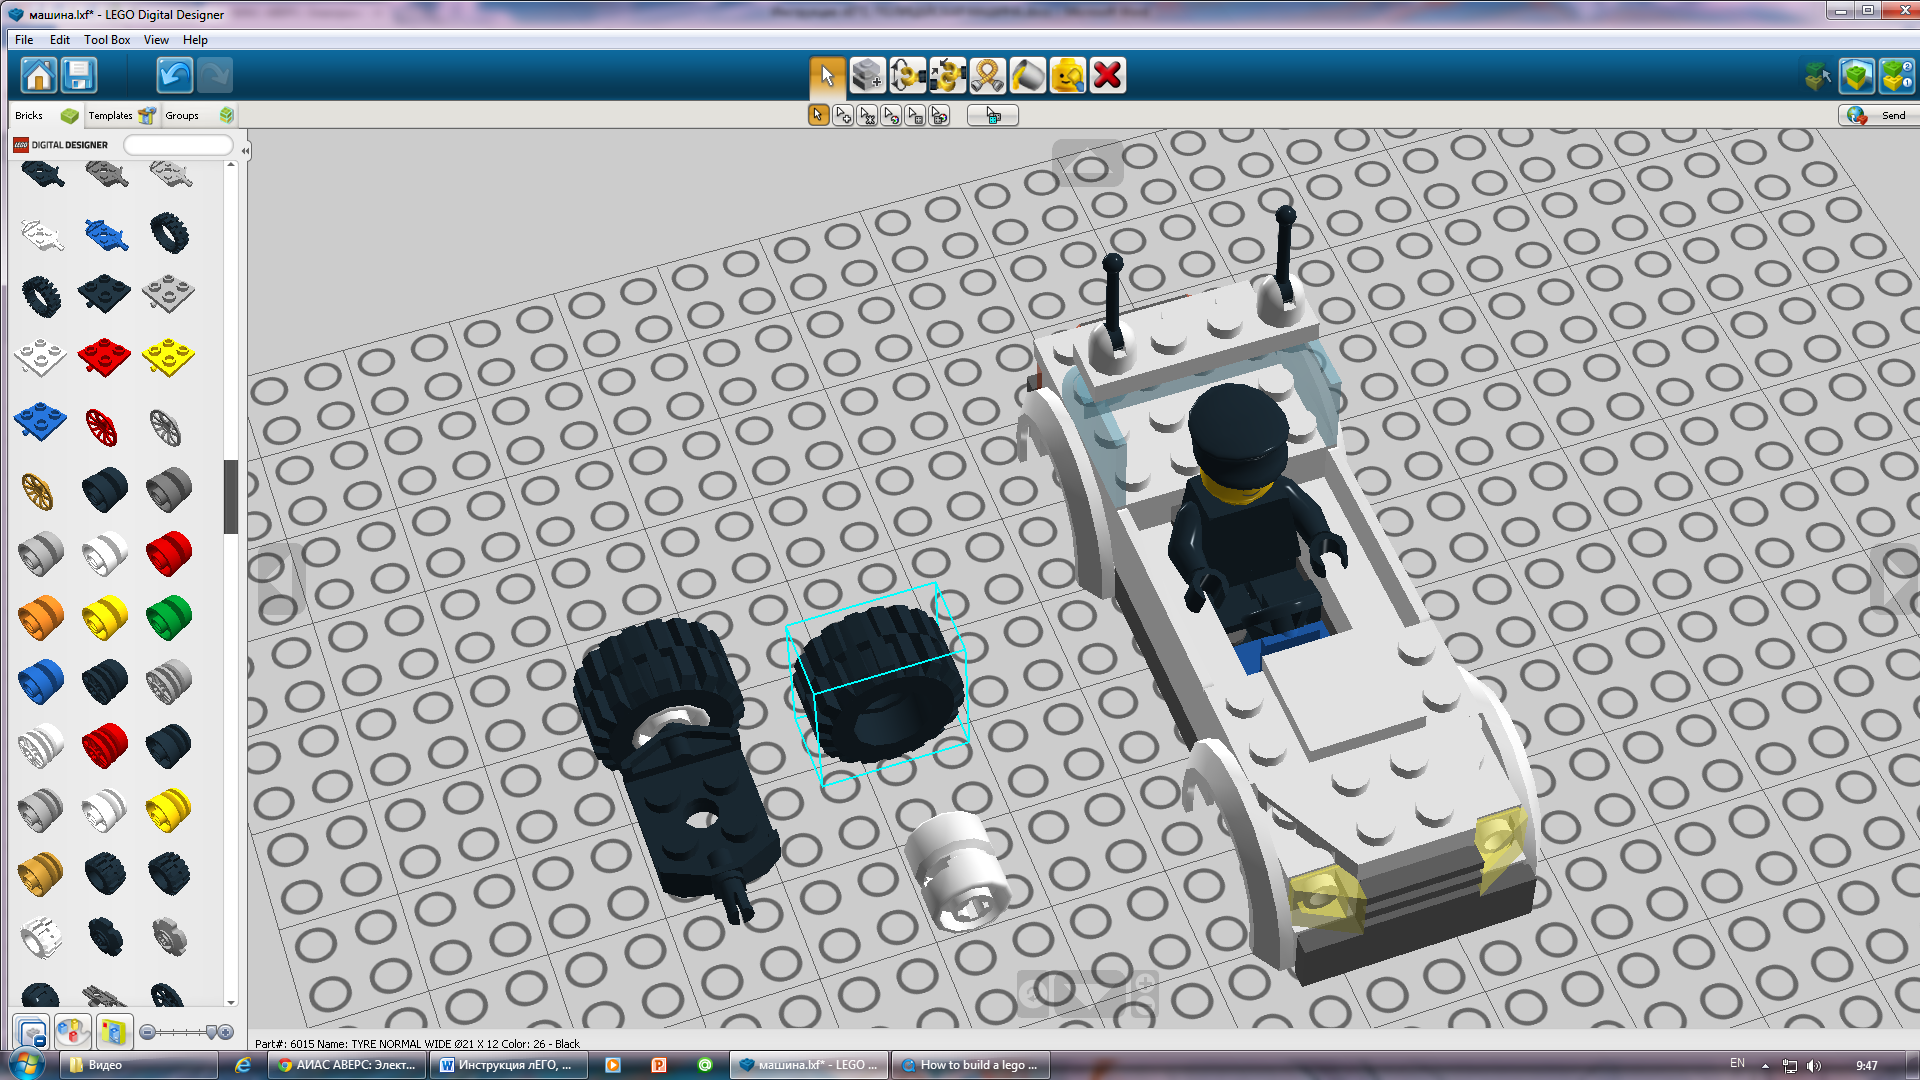 машина.lxf* - LEGO Digital Designer
File Edit Tool Box View Help
Bricks Templates Groups
Send
LEGO DIGITAL DESIGNER
Part#: 6015 Name: TYRE NORMAL WIDE Ø21 X 12 Color: 26 - Black
Видео
АИАС АВЕРС: Элект...
Инструкция лЕГО, ...
машина.lxf* - LEGO ...
How to build a lego ...
EN
9:47